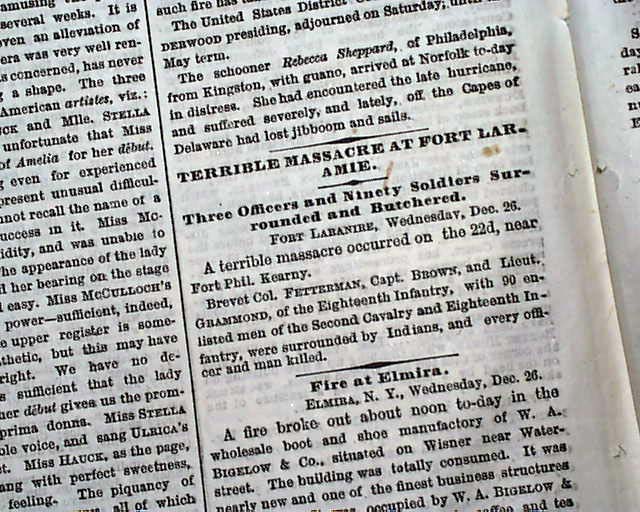 amusing
several weeks. It is
ven an alleviation of
era was very well ren-
s concerned, has never
g a shape. The three
American artistes, viz.:
CK and Mlle. STELLA
unfortunate that Miss
of Amelia for her début.
g even for experienced
present unusual difficul-
nnot recall the name of a
uccess in it. Miss Mc-
idity, and was unable to
he appearance of the lady
d her bearing on the stage
d easy. Miss MCCULLOCH'S
power—sufficient, indeed,
e upper register is some-
thetic, but this may have
right. We have no de-
s sufficient that the lady
her début gives us the prom-
prima donna. Miss STELLA
ole voice, and sang ULRICA'S
t. Miss HAUCK, as the page,
ang with perfect sweetness,
feeling. The piquancy of
all of which
such fire has
The United States District
DERWOOD presiding, adjourned on Saturday, until
May term.
The schooner Rebecca Sheppard, of Philadelphia,
from Kingston, with guano, arrived at Norfolk to-day
in distress. She had encountered the late hurricane,
and suffered severely, and lately, off the Capes of
Delaware had lost jibboom and sails.
TERRIBLE MASSACRE AT FORT LAR-
AMIE.
Three Officers and Ninety Soldiers Sur-
rounded and Butchered.
FORT LARANIRE, Wednesday, Dec. 26.
A terrible massacre occurred on the 22d, near
Fort Phil. Kearny.
Brevet Col. FETTERMAN, Capt. BROWN, and Lieut.
GRAMMOND, of the Eighteenth Infantry, with 90 en-
listed men of the Second Cavalry and Eighteenth In-
fantry, were surrounded by Indians, and every offi-
cer and man killed.
Fire at Elmira.
ELMIRA, N. Y., Wednesday, Dec. 26.
A fire broke out about noon to-day in the
wholesale boot and shoe manufactory of W. A.
BIGELOW & Co., situated on Wisner near Water-
street. The building was totally consumed. It was
nearly new and one of the finest business structures
occupied by W. A. BIGELOW &
coffee and tea